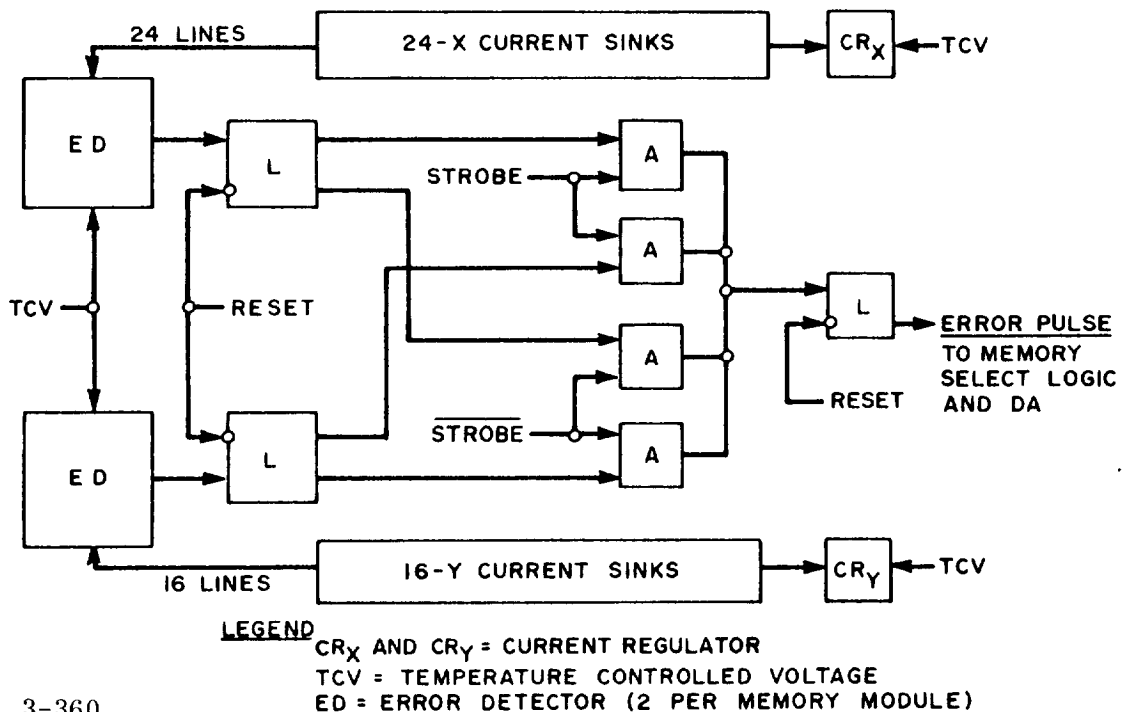 24 LINES
24-X CURRENT SINKS
CRX
TCV
ED
L
A
STROBE
A
TCV
RESET
L
ERROR PULSE
TO MEMORY
SELECT LOGIC
AND DA
RESET
A
STROBE
A
ED
L
16 LINES
16-Y CURRENT SINKS
CRY
TCV
LEGEND
CRX AND CRY = CURRENT REGULATOR
TCV = TEMPERATURE CONTROLLED VOLTAGE
ED = ERROR DETECTOR (2 PER MEMORY MODULE)
3-360